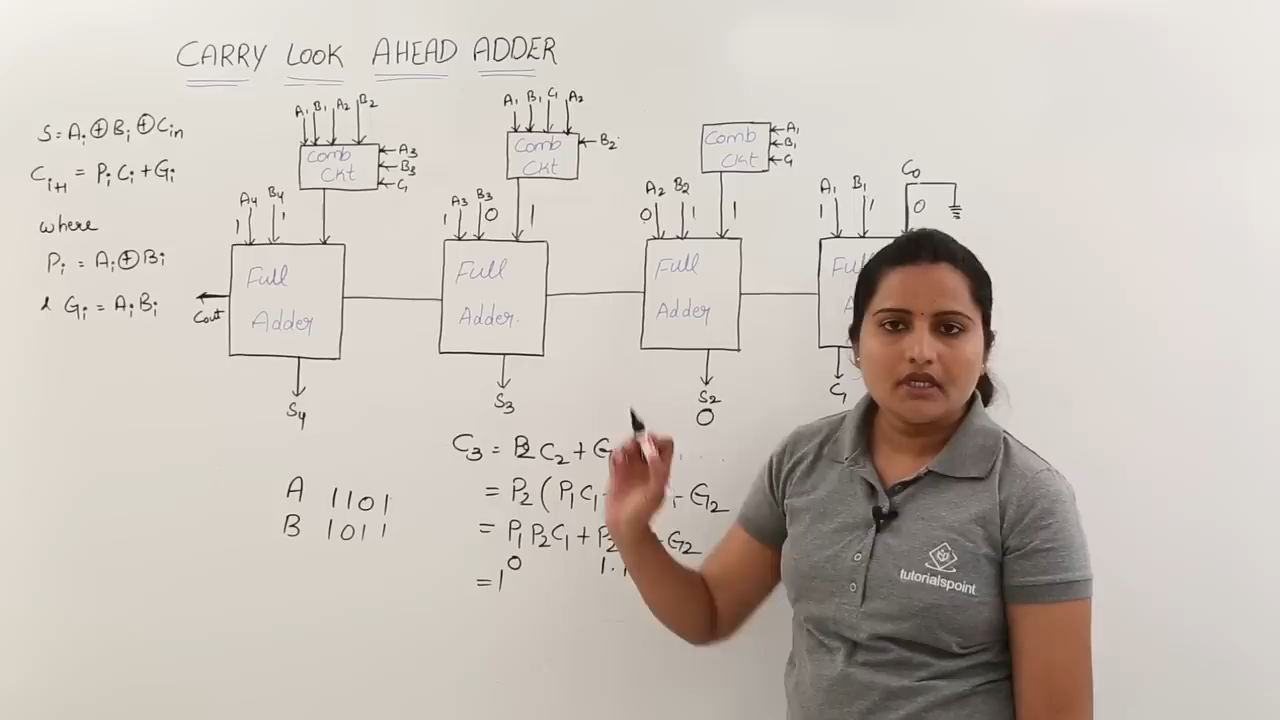 CARRY LOOK AHEAD ADDER
S = Ai ⊕ Bi ⊕ Cin
Ci+1 = Pi Ci + Gi
where
Pi = Ai ⊕ Bi
& Gi = Ai Bi
A1 B1 A2 B2
Comb Ckt
A3
B3
C1
A1 B1 C1 A2
Comb Ckt
B2
Comb Ckt
A1
B1
C1
A4 B4
1 1
A3 B3
1 0 1
A2 B2
0 1 1
A1 B1 C0
1 1 0
Full Adder
Full Adder
Full Adder
Cout
S4
S3
S2
0
C1
A 1101
B 1011
C3 = P2 C2 + G
= P2 (P1 C1 G2
= P1 P2 C1 + P2 G2
= 1 0 1 .
tutorialspoint